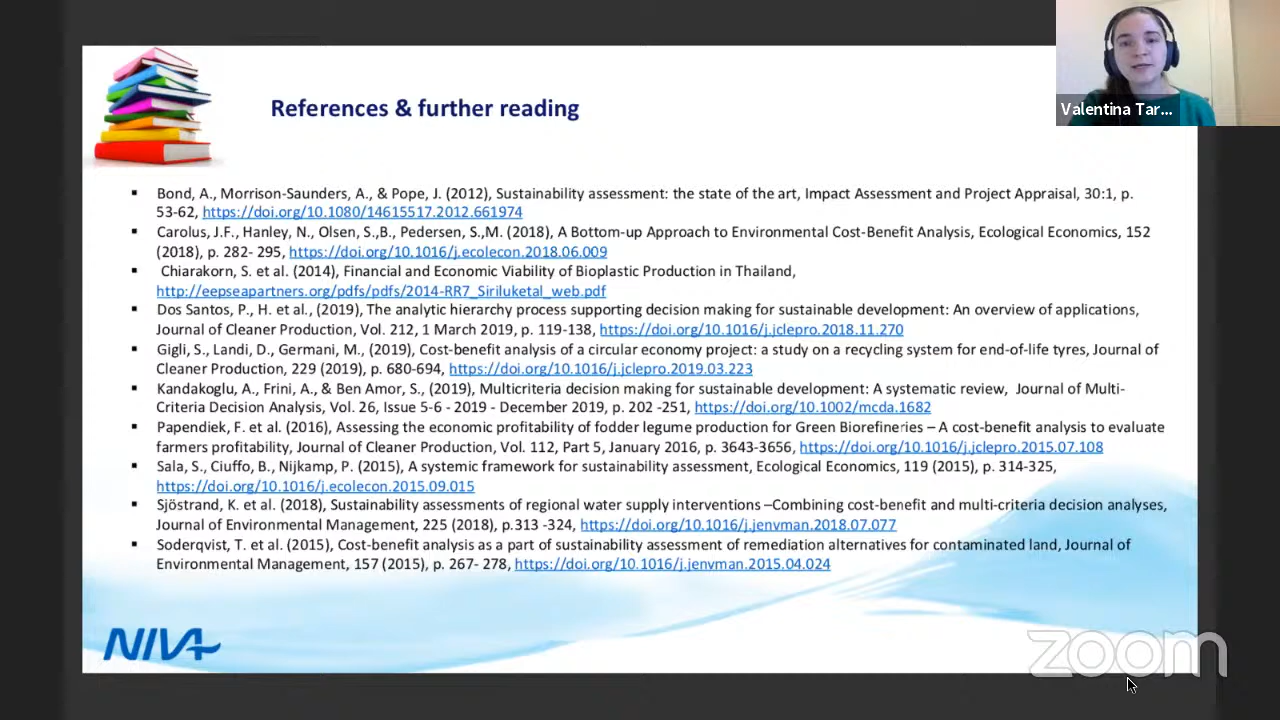 Valentina Tar...
References & further reading
▪ Bond, A., Morrison-Saunders, A., & Pope, J. (2012), Sustainability assessment: the state of the art, Impact Assessment and Project Appraisal, 30:1, p.
53-62, https://doi.org/10.1080/14615517.2012.661974
▪ Carolus, J.F., Hanley, N., Olsen, S.,B., Pedersen, S.,M. (2018), A Bottom-up Approach to Environmental Cost-Benefit Analysis, Ecological Economics, 152
(2018), p. 282- 295, https://doi.org/10.1016/j.ecolecon.2018.06.009
▪ Chiarakorn, S. et al. (2014), Financial and Economic Viability of Bioplastic Production in Thailand,
http://eepseapartners.org/pdfs/pdfs/2014-RR7_Siriluketal_web.pdf
▪ Dos Santos, P., H. et al., (2019), The analytic hierarchy process supporting decision making for sustainable development: An overview of applications,
Journal of Cleaner Production, Vol. 212, 1 March 2019, p. 119-138, https://doi.org/10.1016/j.jclepro.2018.11.270
▪ Gigli, S., Landi, D., Germani, M., (2019), Cost-benefit analysis of a circular economy project: a study on a recycling system for end-of-life tyres, Journal of
Cleaner Production, 229 (2019), p. 680-694, https://doi.org/10.1016/j.jclepro.2019.03.223
▪ Kandakoglu, A., Frini, A., & Ben Amor, S., (2019), Multicriteria decision making for sustainable development: A systematic review, Journal of Multi-
Criteria Decision Analysis, Vol. 26, Issue 5-6 - 2019 - December 2019, p. 202 -251, https://doi.org/10.1002/mcda.1682
▪ Papendiek, F. et al. (2016), Assessing the economic profitability of fodder legume production for Green Biorefineries – A cost-benefit analysis to evaluate
farmers profitability, Journal of Cleaner Production, Vol. 112, Part 5, January 2016, p. 3643-3656, https://doi.org/10.1016/j.jclepro.2015.07.108
▪ Sala, S., Ciuffo, B., Nijkamp, P. (2015), A systemic framework for sustainability assessment, Ecological Economics, 119 (2015), p. 314-325,
https://doi.org/10.1016/j.ecolecon.2015.09.015
▪ Sjöstrand, K. et al. (2018), Sustainability assessments of regional water supply interventions –Combining cost-benefit and multi-criteria decision analyses,
Journal of Environmental Management, 225 (2018), p.313 -324, https://doi.org/10.1016/j.jenvman.2018.07.077
▪ Soderqvist, T. et al. (2015), Cost-benefit analysis as a part of sustainability assessment of remediation alternatives for contaminated land, Journal of
Environmental Management, 157 (2015), p. 267- 278, https://doi.org/10.1016/j.jenvman.2015.04.024
NIVA
zoom